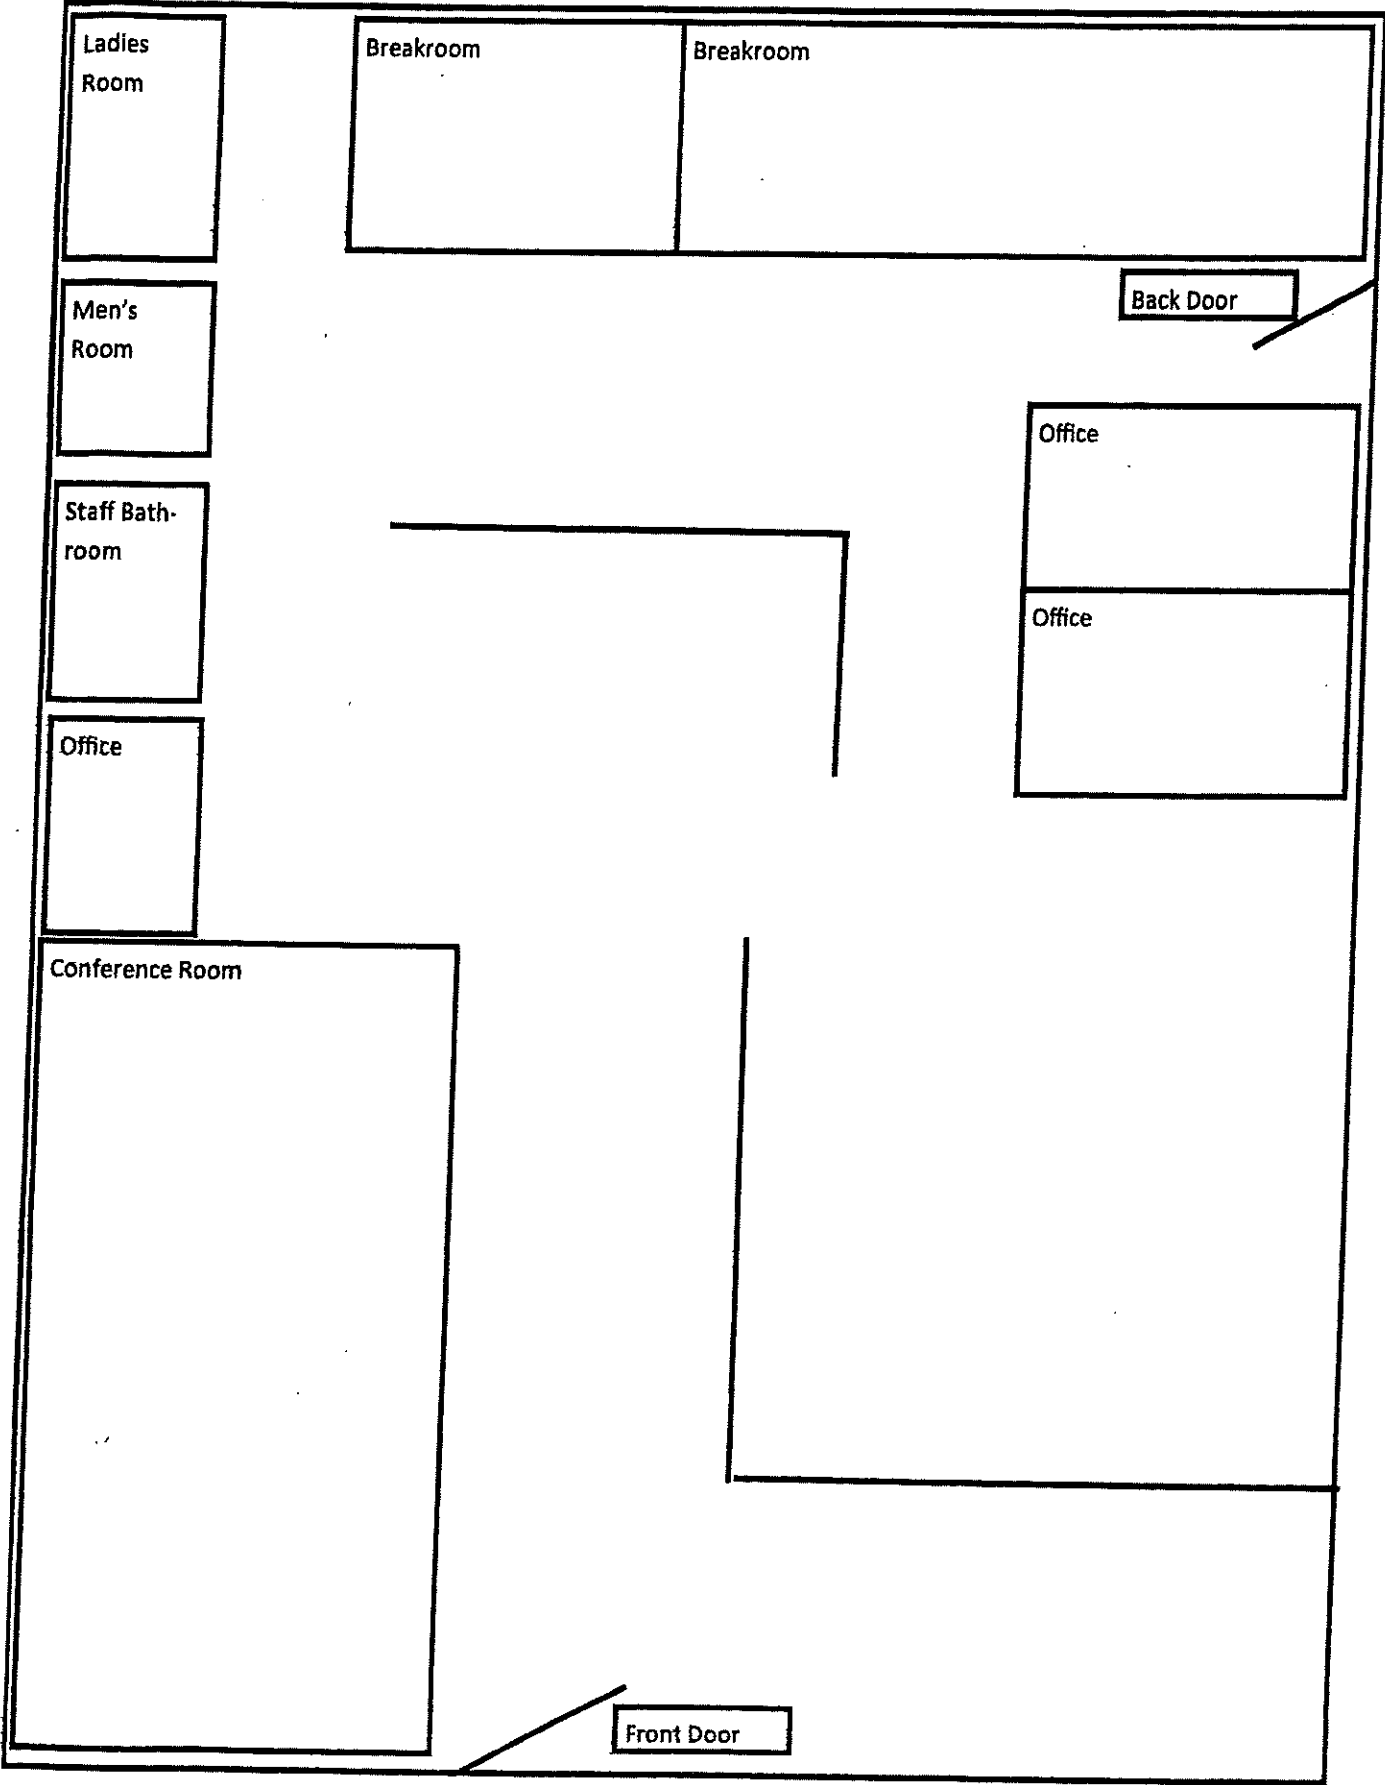 Ladies
Room
Breakroom
Breakroom
Men's
Room
Back Door
Office
Staff Bath-
room
Office
Office
Conference Room
Front Door